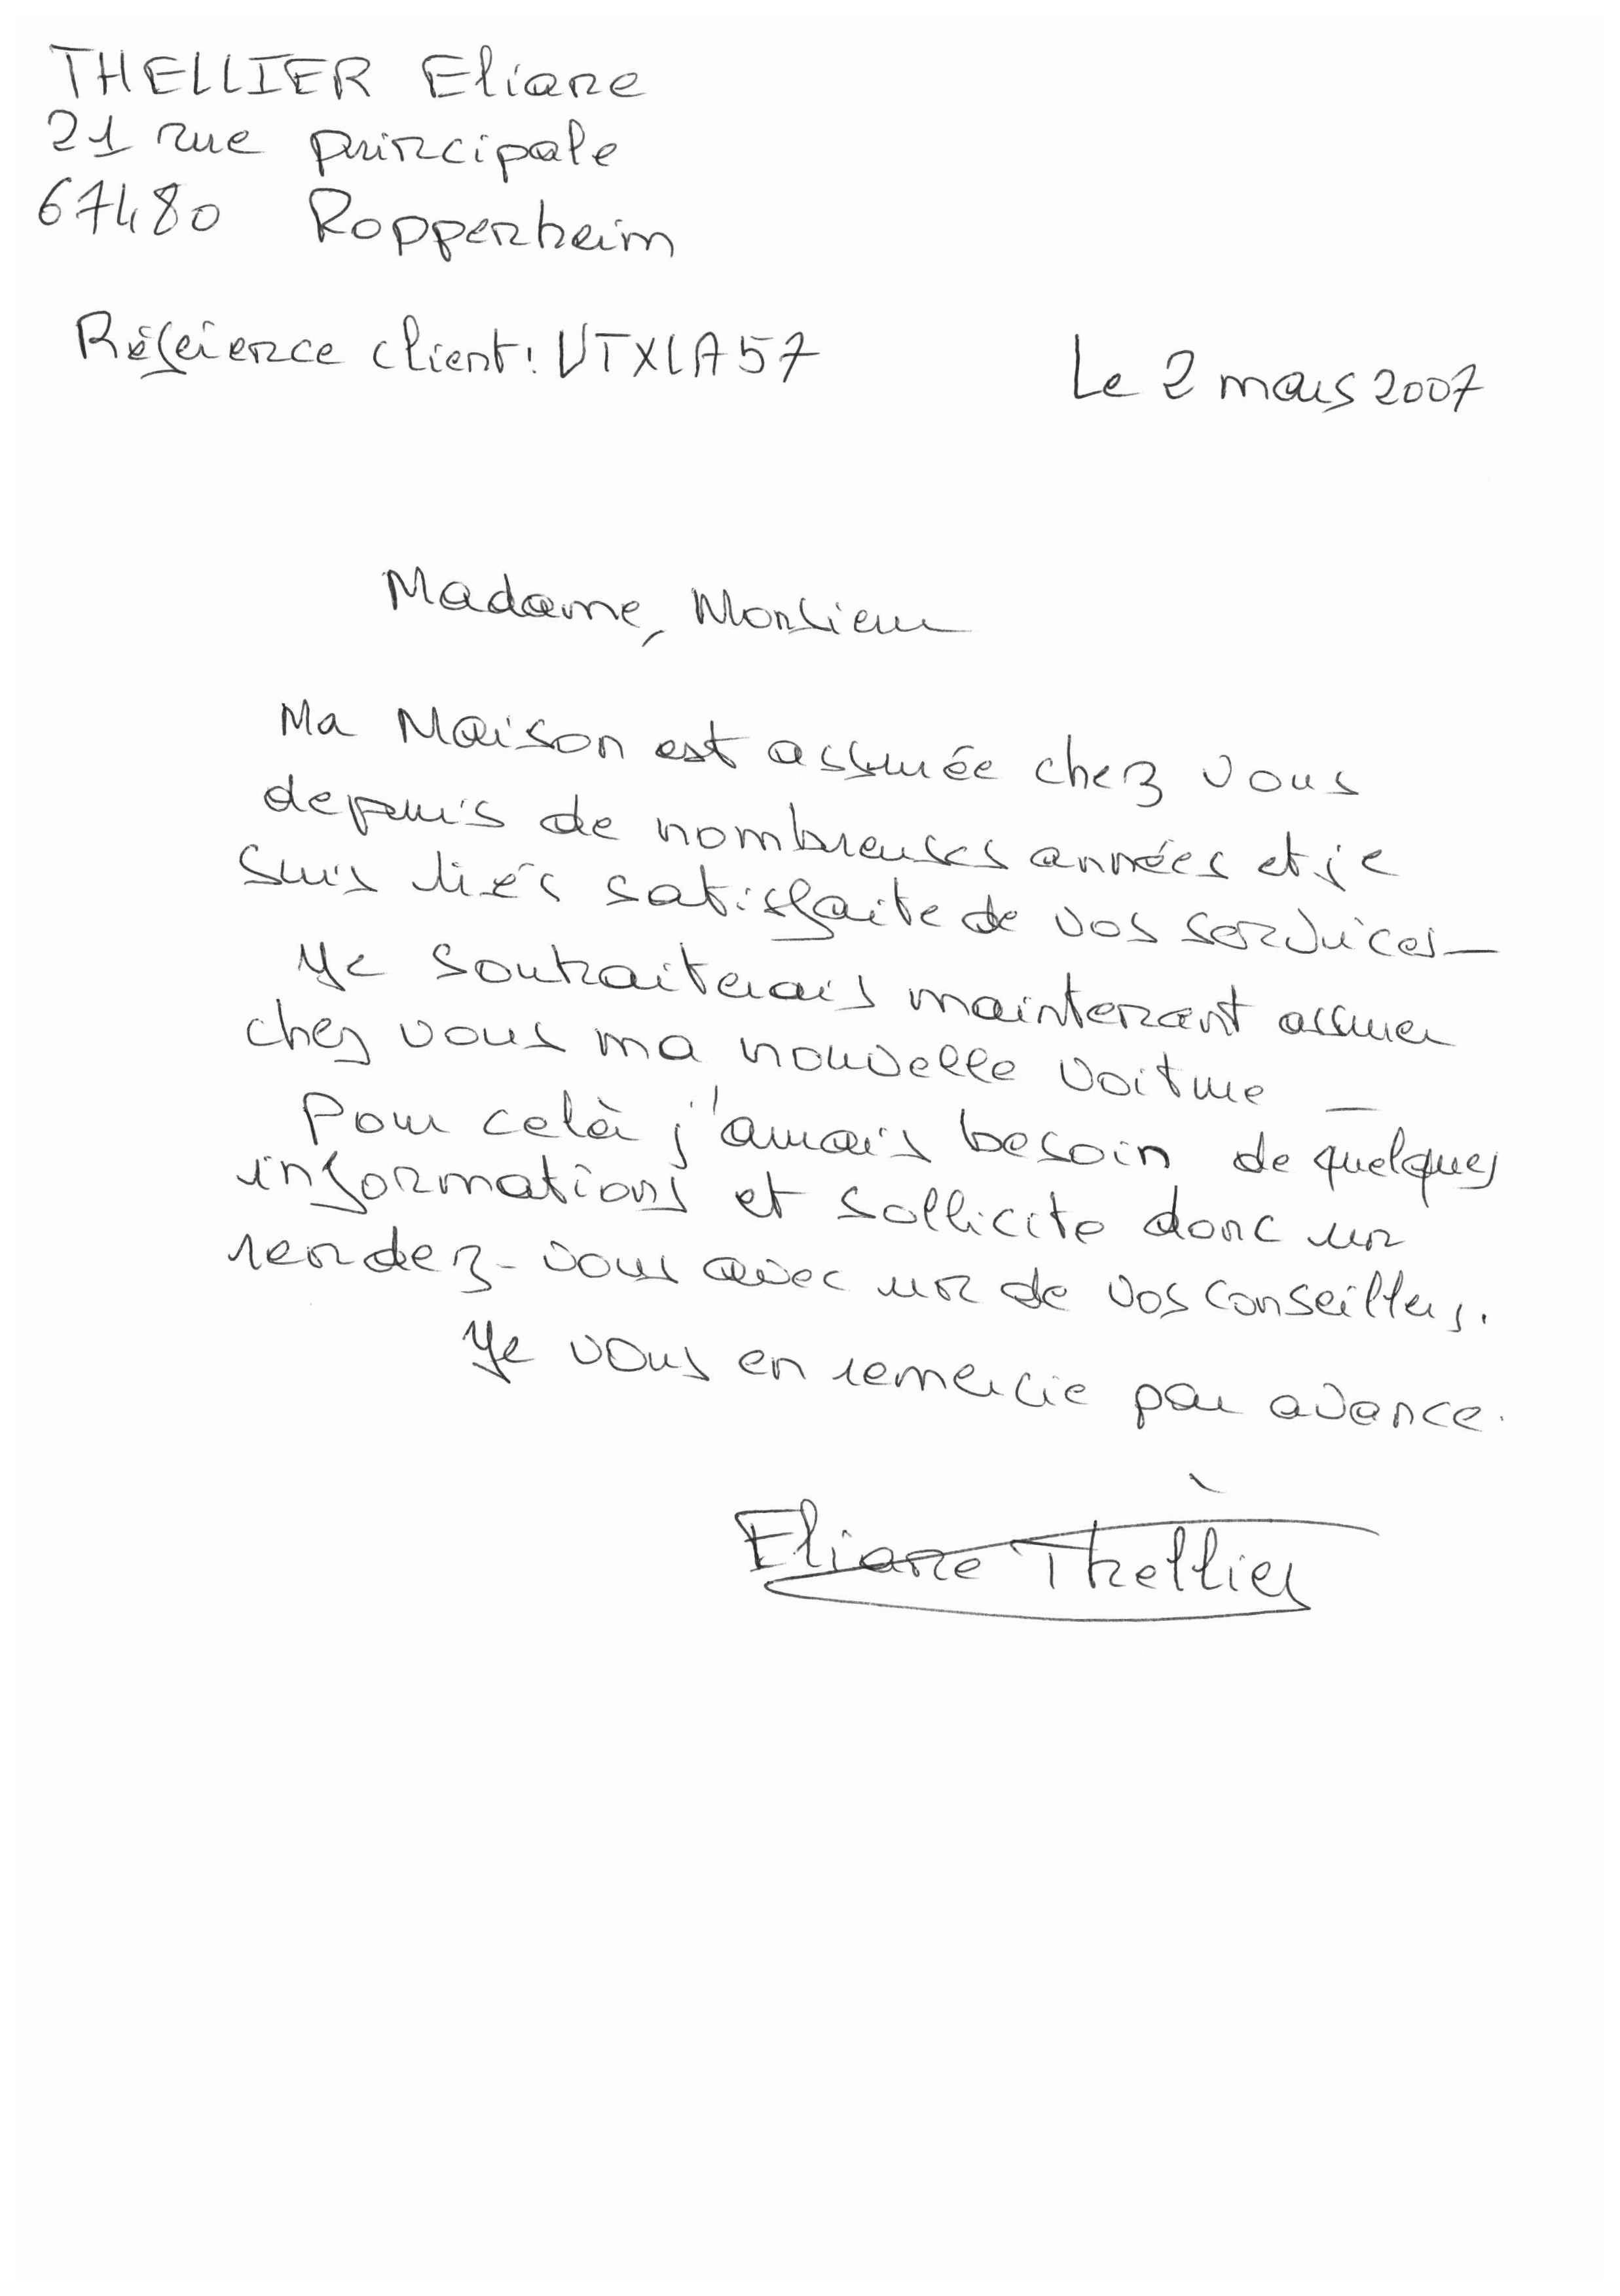 THELLIER Eliane
21 rue principale
67480 Roppenheim
Référence client: VTXLA57
Le 2 mars 2007
Madame, Monsieur
Ma Maison est assurée chez vous
depuis de nombreuses années et je
suis très satisfaite de vos services_
Je souhaiterais maintenant assurer
chez vous ma nouvelle voiture _
Pour celà j'aurais besoin de quelques
informations et sollicite donc un
rendez-vous avec un de vos conseillers.
Je vous en remercie par avance.
Eliane Thellier